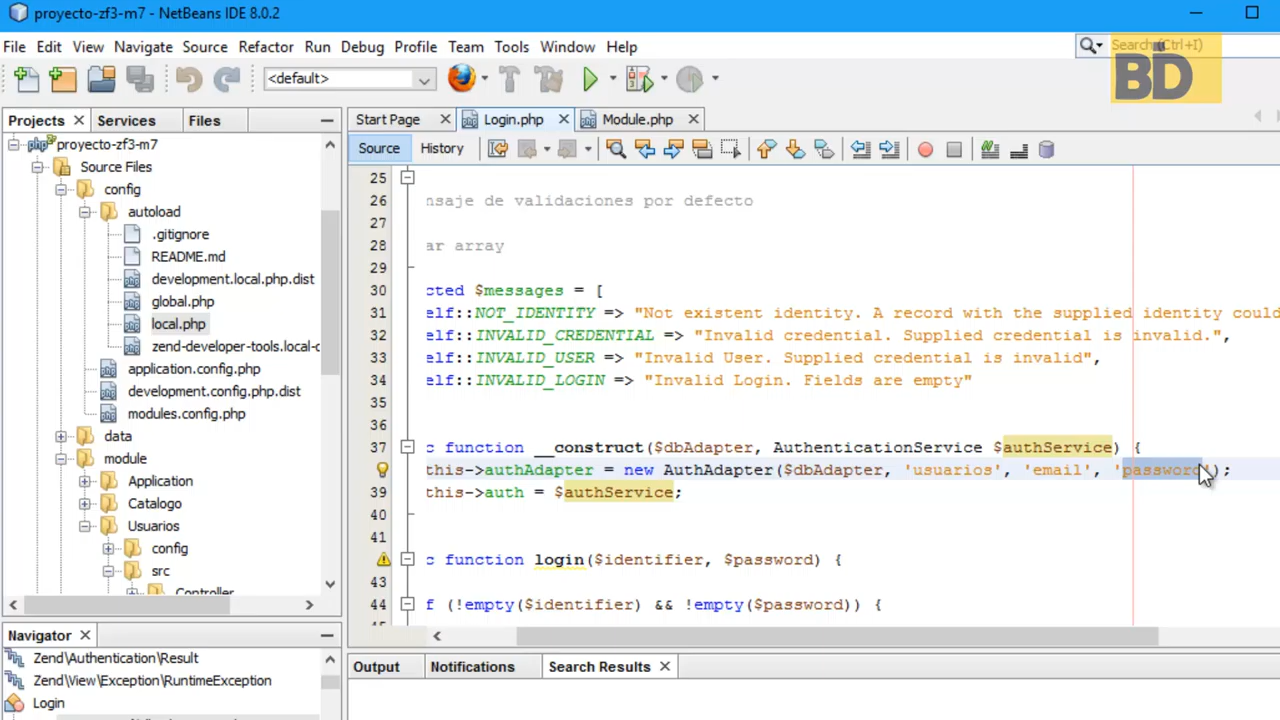 proyecto-zf3-m7 - NetBeans IDE 8.0.2
File Edit View Navigate Source Refactor Run Debug Profile Team Tools Window Help
Search (Ctrl+I)
BD
<default>
Projects Services Files
Start Page Login.php Module.php
Source History
proyecto-zf3-m7
Source Files
config
autoload
.gitignore
README.md
development.local.php.dist
global.php
local.php
zend-developer-tools.local-c
application.config.php
development.config.php.dist
modules.config.php
data
module
Application
Catalogo
Usuarios
config
src
Controller
25
26 nsaje de validaciones por defecto
27
28 ar array
29
30 cted $messages = [
31 elf::NOT_IDENTITY => "Not existent identity. A record with the supplied identity could
32 elf::INVALID_CREDENTIAL => "Invalid credential. Supplied credential is invalid.",
33 elf::INVALID_USER => "Invalid User. Supplied credential is invalid",
34 elf::INVALID_LOGIN => "Invalid Login. Fields are empty"
35
36
37 c function __construct($dbAdapter, AuthenticationService $authService) {
this->authAdapter = new AuthAdapter($dbAdapter, 'usuarios', 'email', 'password');
39 this->auth = $authService;
40
41
c function login($identifier, $password) {
43
44 f (!empty($identifier) && !empty($password)) {
45
Navigator
Zend\Authentication\Result
Zend\View\Exception\RuntimeException
Login
Output Notifications Search Results